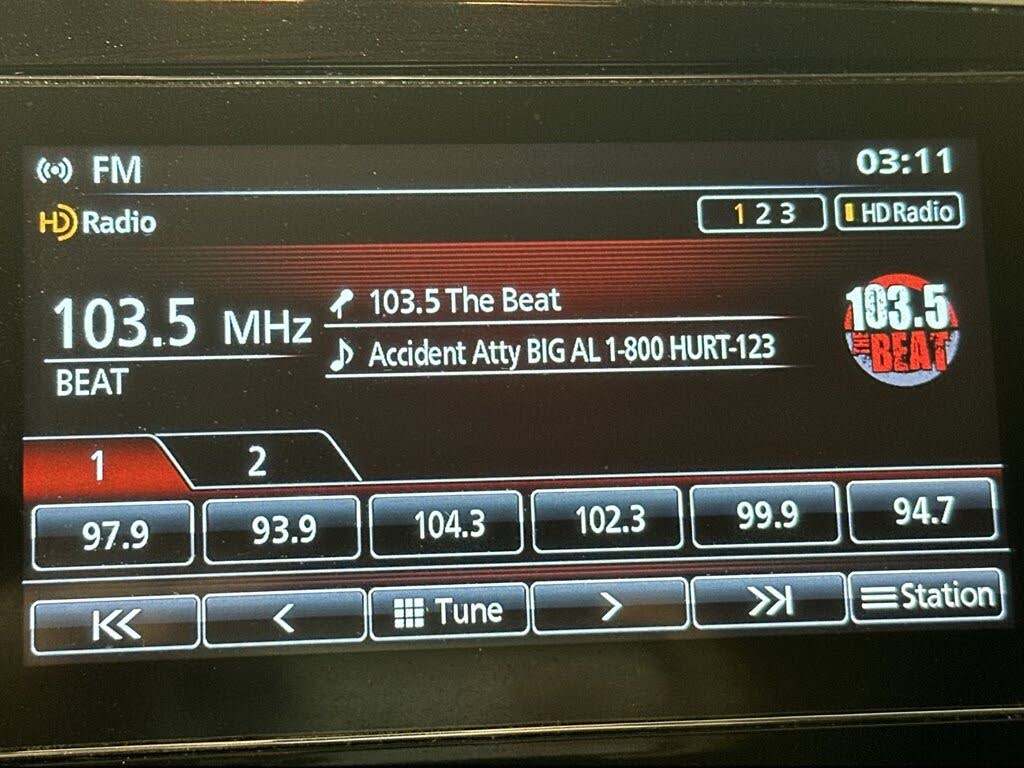 FM
03:11
HD Radio
1 2 3
HD Radio
103.5 MHz
BEAT
103.5 The Beat
Accident Atty BIG AL 1-800 HURT-123
103.5
THE BEAT
1
2
97.9
93.9
104.3
102.3
99.9
94.7
Tune
Station